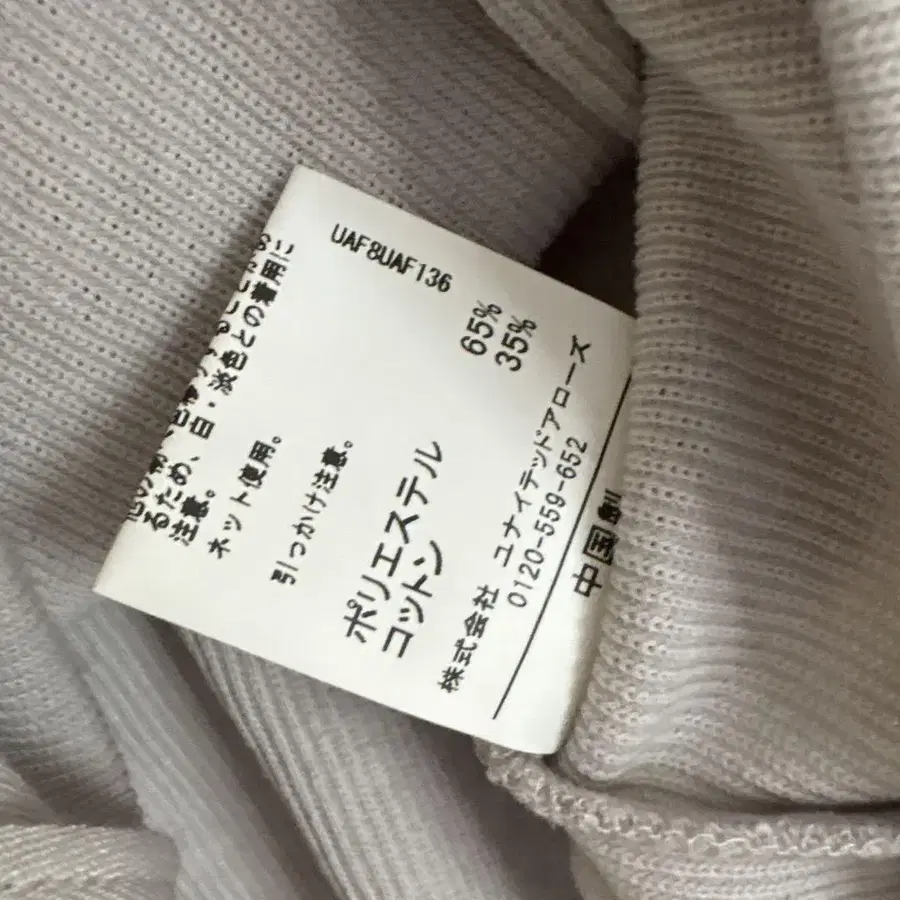 るため、白・淡色との着用に
注意。
ネット使用。
引っかけ注意。
UAF8UAF136
ポリエステル 65%
コットン 35%
株式会社 ユナイテッドアローズ
0120-559-652
中国製